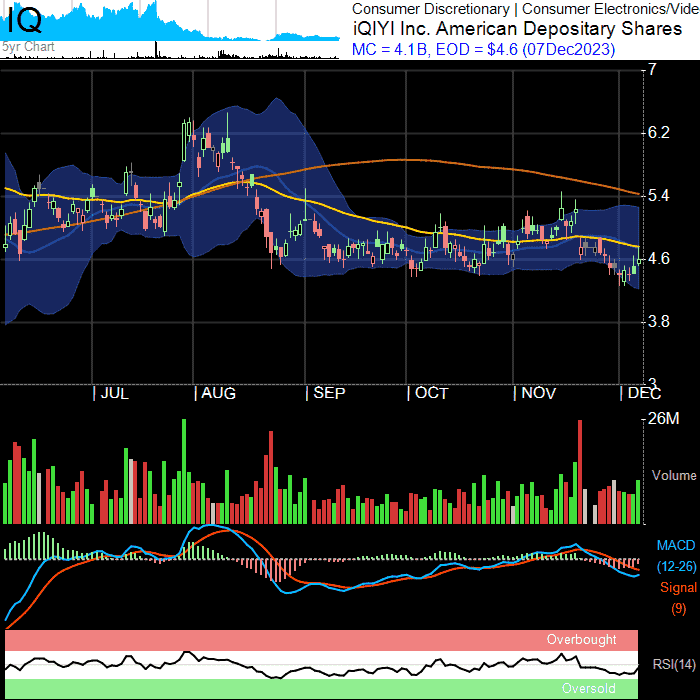 IQ
5yr Chart
Consumer Discretionary | Consumer Electronics/Vide
iQIYI Inc. American Depositary Shares
MC = 4.1B, EOD = $4.6 (07Dec2023)
7
6.2
5.4
4.6
3.8
3
JUL AUG SEP OCT NOV DEC
26M
Volume
MACD
(12-26)
Signal
(9)
Overbought
RSI(14)
Oversold